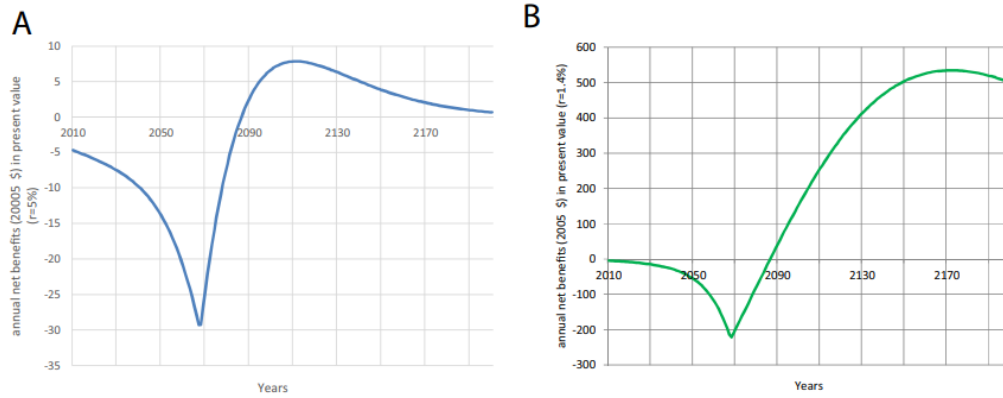 A
annual net benefits (20005 $) in present value
(r=5%)
10
5
0
-5
-10
-15
-20
-25
-30
-35
2010 2050 2090 2130 2170
Years
B
annual net benefits (2005 $) in present value (r=1.4%)
600
500
400
300
200
100
0
-100
-200
-300
2010 2050 2090 2130 2170
Years